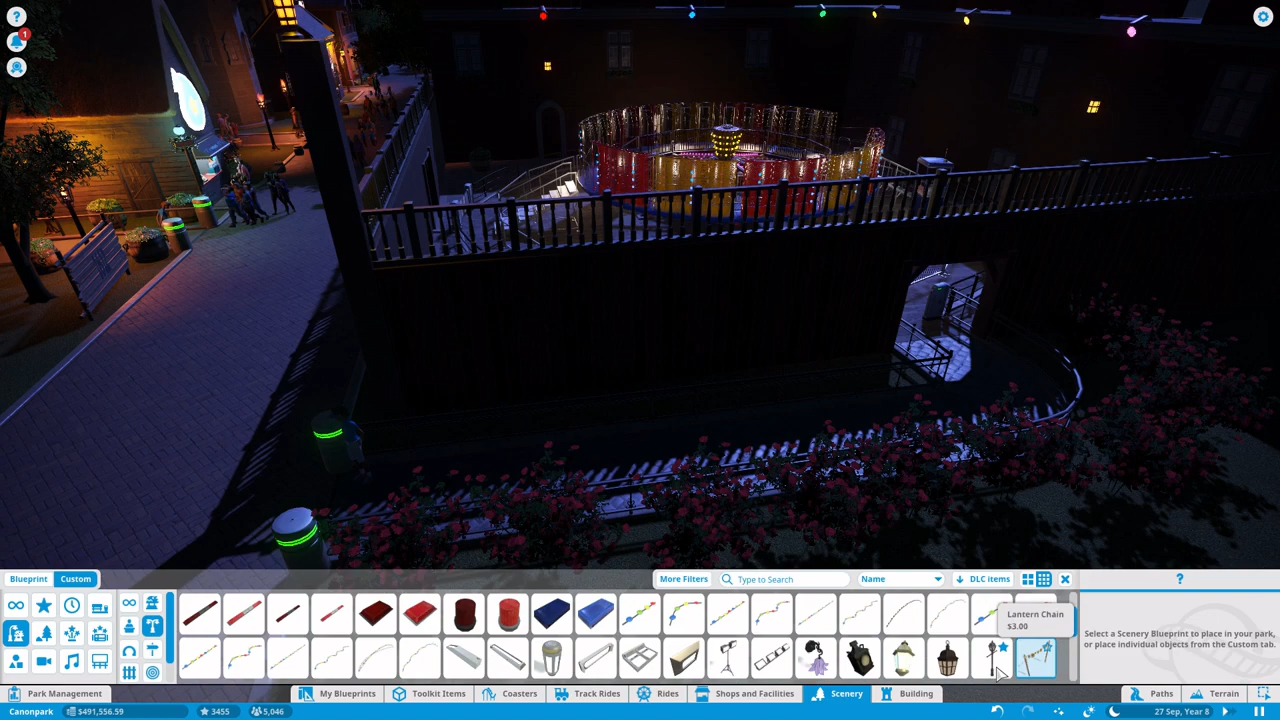 1
Blueprint
Custom
More Filters
Type to Search
Name
DLC items
Lantern Chain
$3.00
Select a Scenery Blueprint to place in your park,
or place individual objects from the Custom tab.
Park Management
My Blueprints
Toolkit Items
Coasters
Track Rides
Rides
Shops and Facilities
Scenery
Building
Paths
Terrain
Canonpark
$491,556.59
3455
5,046
27 Sep, Year 8